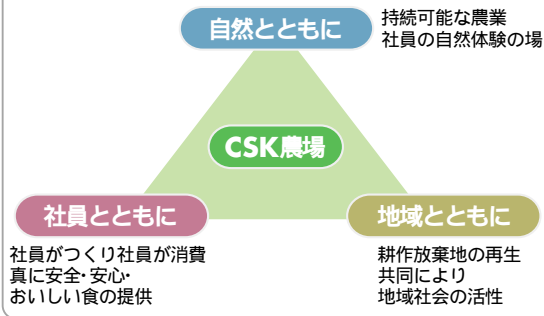 自然とともに
持続可能な農業
社員の自然体験の場
CSK農場
社員とともに
社員がつくり社員が消費
真に安全・安心・
おいしい食の提供
地域とともに
耕作放棄地の再生
共同により
地域社会の活性